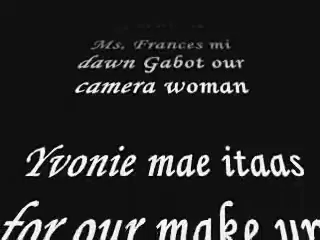 Ms. Frances mi
dawn Gabot our
camera woman
Yvonie mae itaas
for our make up